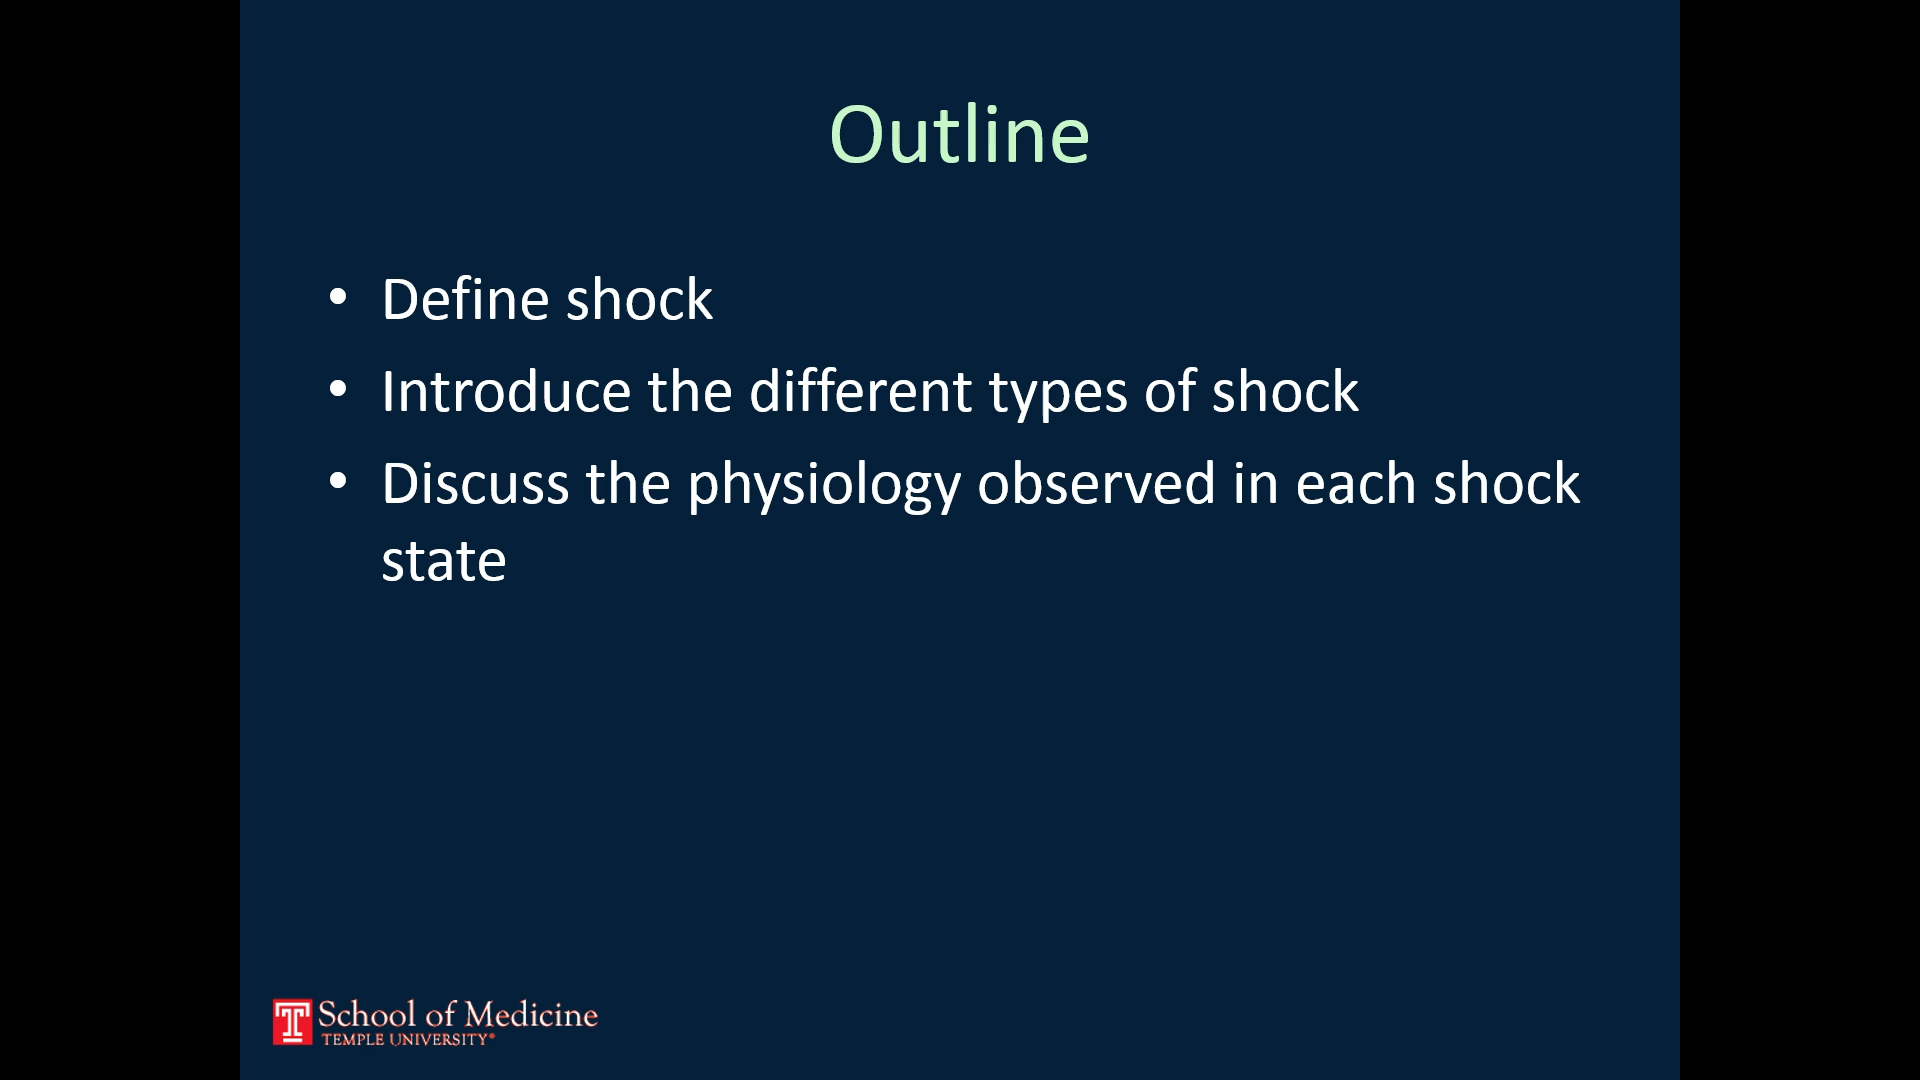 Outline
• Define shock
• Introduce the different types of shock
• Discuss the physiology observed in each shock
state
T School of Medicine
TEMPLE UNIVERSITY®